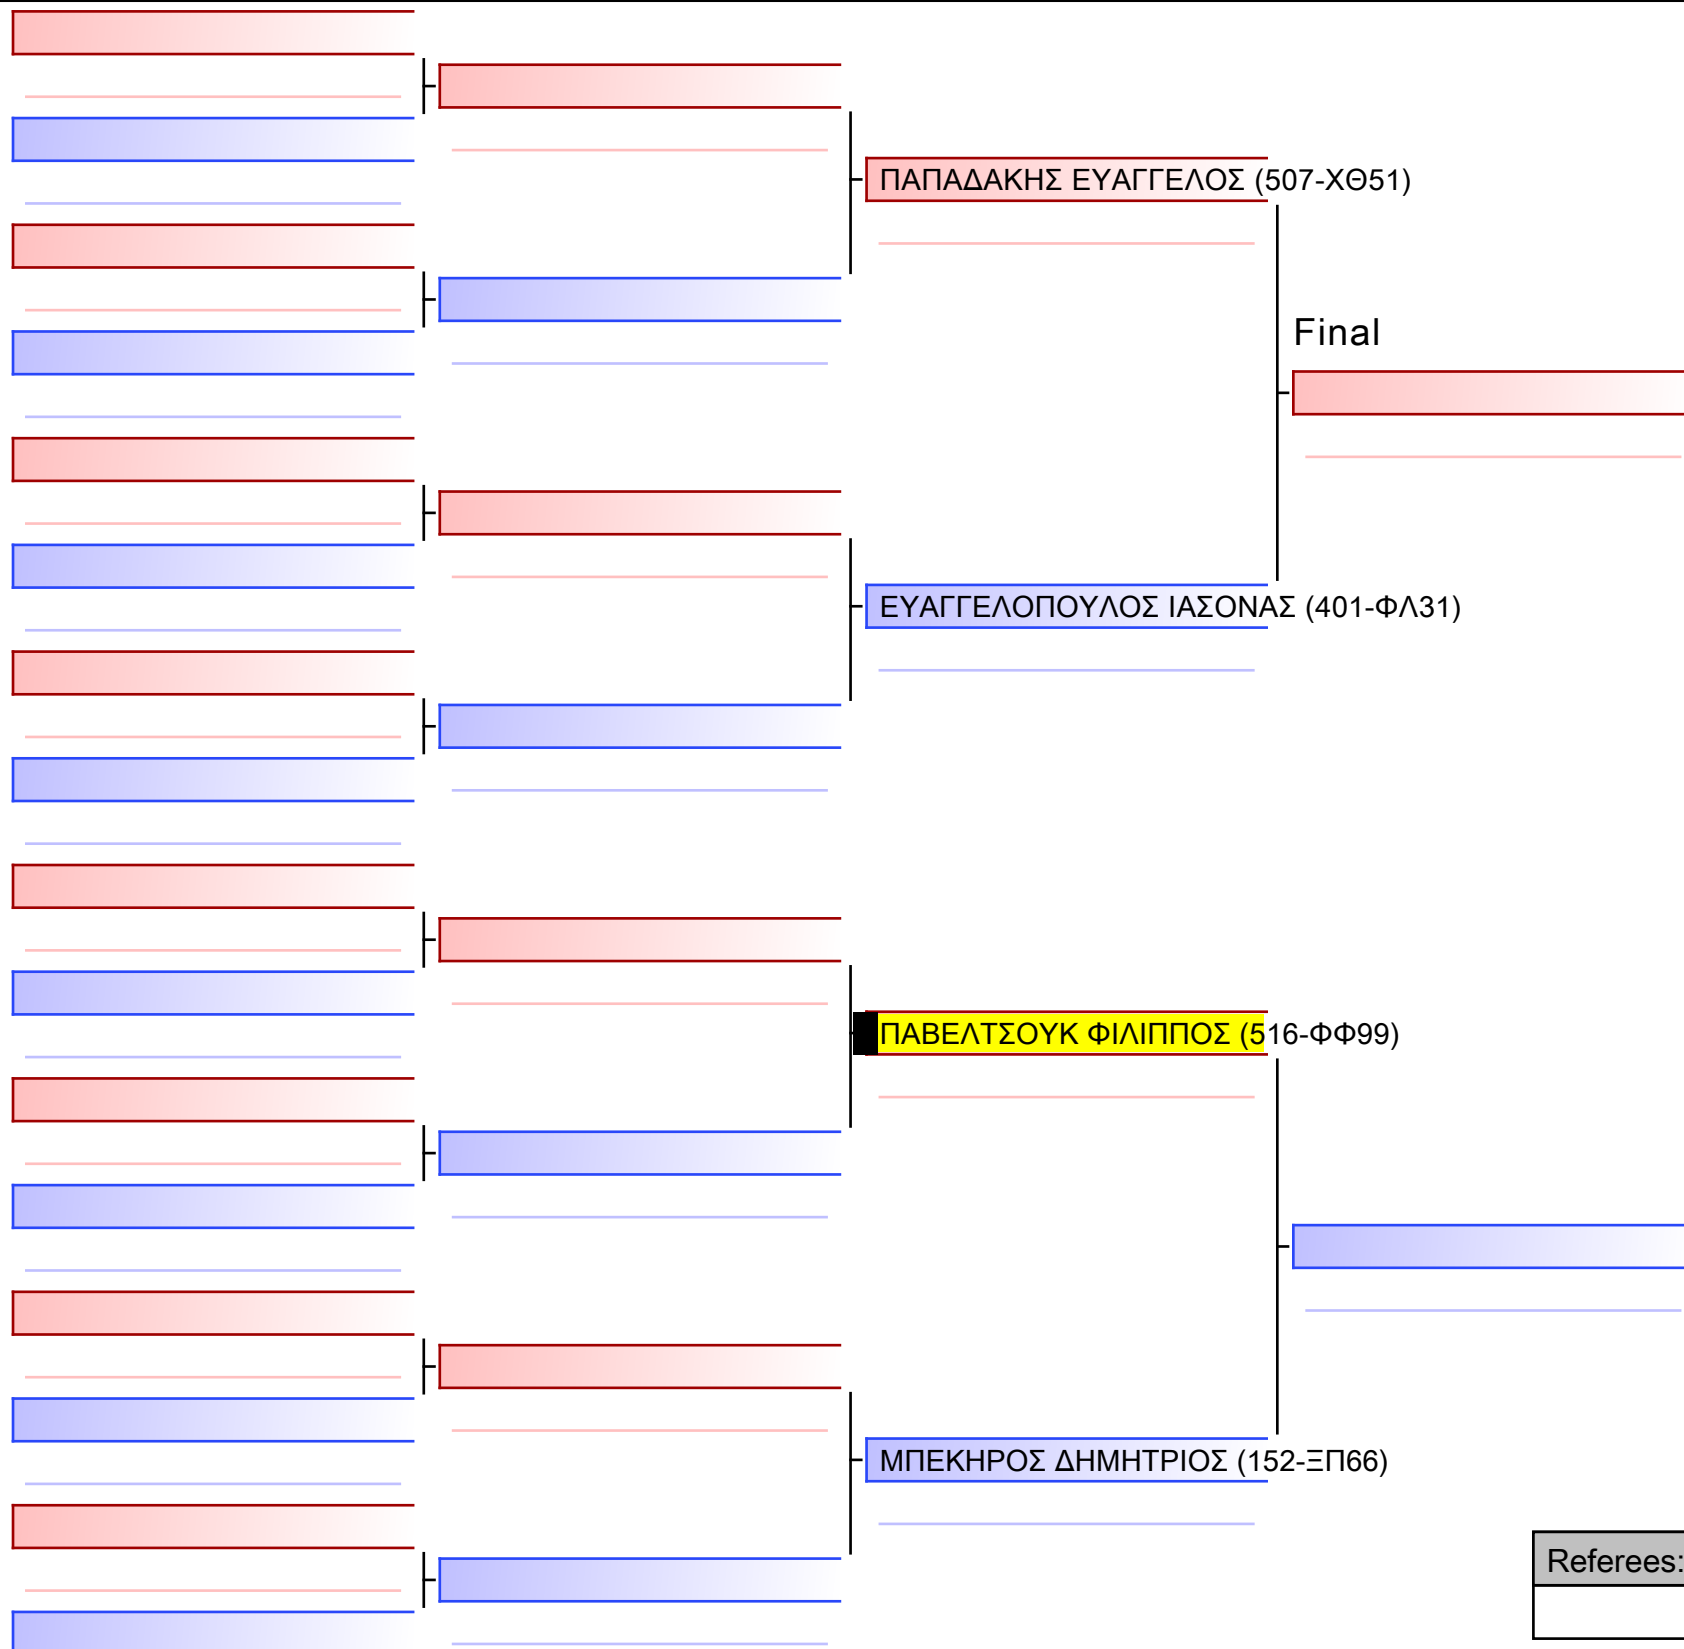 ΠΑΠΑΔΑΚΗΣ ΕΥΑΓΓΕΛΟΣ (507-ΧΘ51)
Final
ΕΥΑΓΓΕΛΟΠΟΥΛΟΣ ΙΑΣΟΝΑΣ (401-ΦΛ31)
ΠΑΒΕΛΤΣΟΥΚ ΦΙΛΙΠΠΟΣ (516-ΦΦ99)
ΜΠΕΚΗΡΟΣ ΔΗΜΗΤΡΙΟΣ (152-ΞΠ66)
Referees: